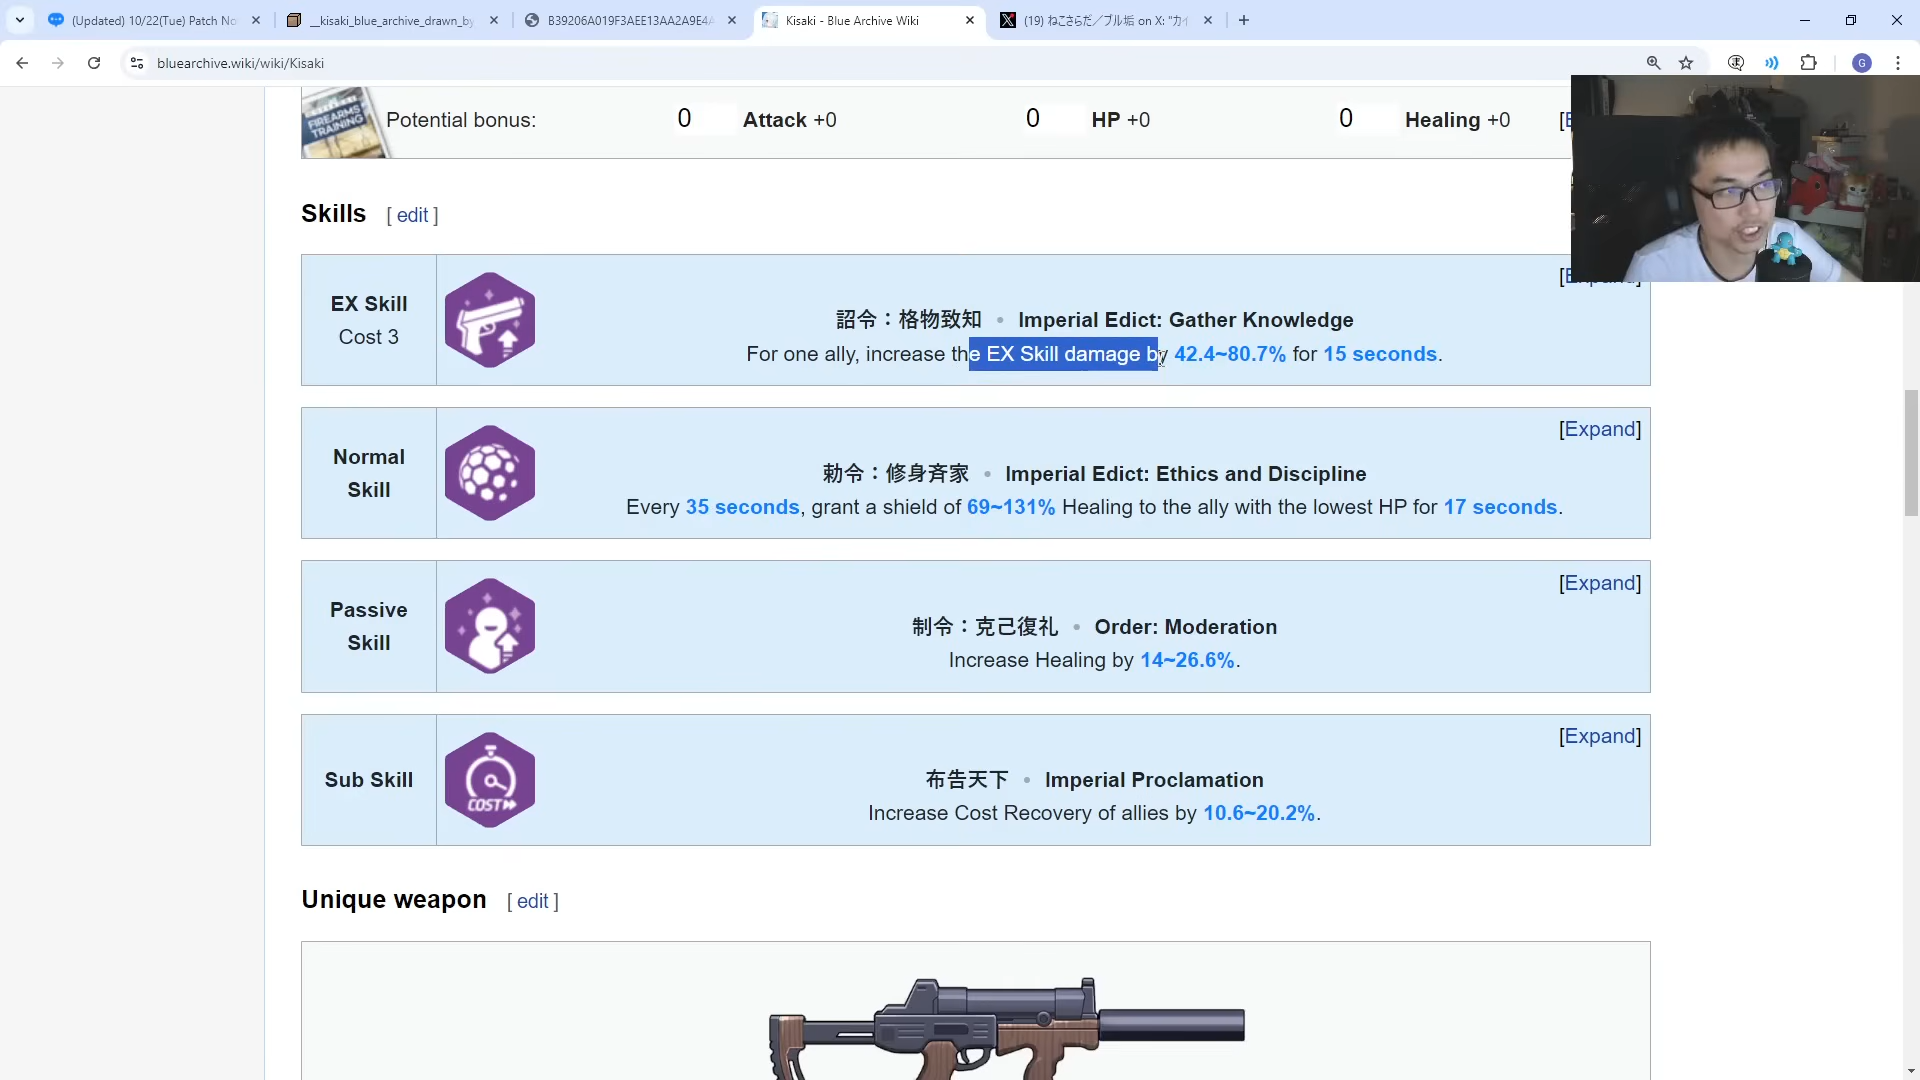 (Updated) 10/22(Tue) Patch No
__kisaki_blue_archive_drawn_by
B39206A019F3AEE13AA2A9E4A
Kisaki - Blue Archive Wiki
(19) ねこさらだ／ブル垢 on X: "カイ
bluearchive.wiki/wiki/Kisaki
G
FIREARMS TRAINING
Potential bonus: 0 Attack +0 0 HP +0 0 Healing +0 [E
Skills [ edit ]
[Expand]
EX Skill
Cost 3
詔令：格物致知 • Imperial Edict: Gather Knowledge
For one ally, increase the EX Skill damage by 42.4~80.7% for 15 seconds.
[Expand]
Normal
Skill
勅令：修身斉家 • Imperial Edict: Ethics and Discipline
Every 35 seconds, grant a shield of 69~131% Healing to the ally with the lowest HP for 17 seconds.
[Expand]
Passive
Skill
制令：克己復礼 • Order: Moderation
Increase Healing by 14~26.6%.
[Expand]
Sub Skill
COST
布告天下 • Imperial Proclamation
Increase Cost Recovery of allies by 10.6~20.2%.
Unique weapon [ edit ]